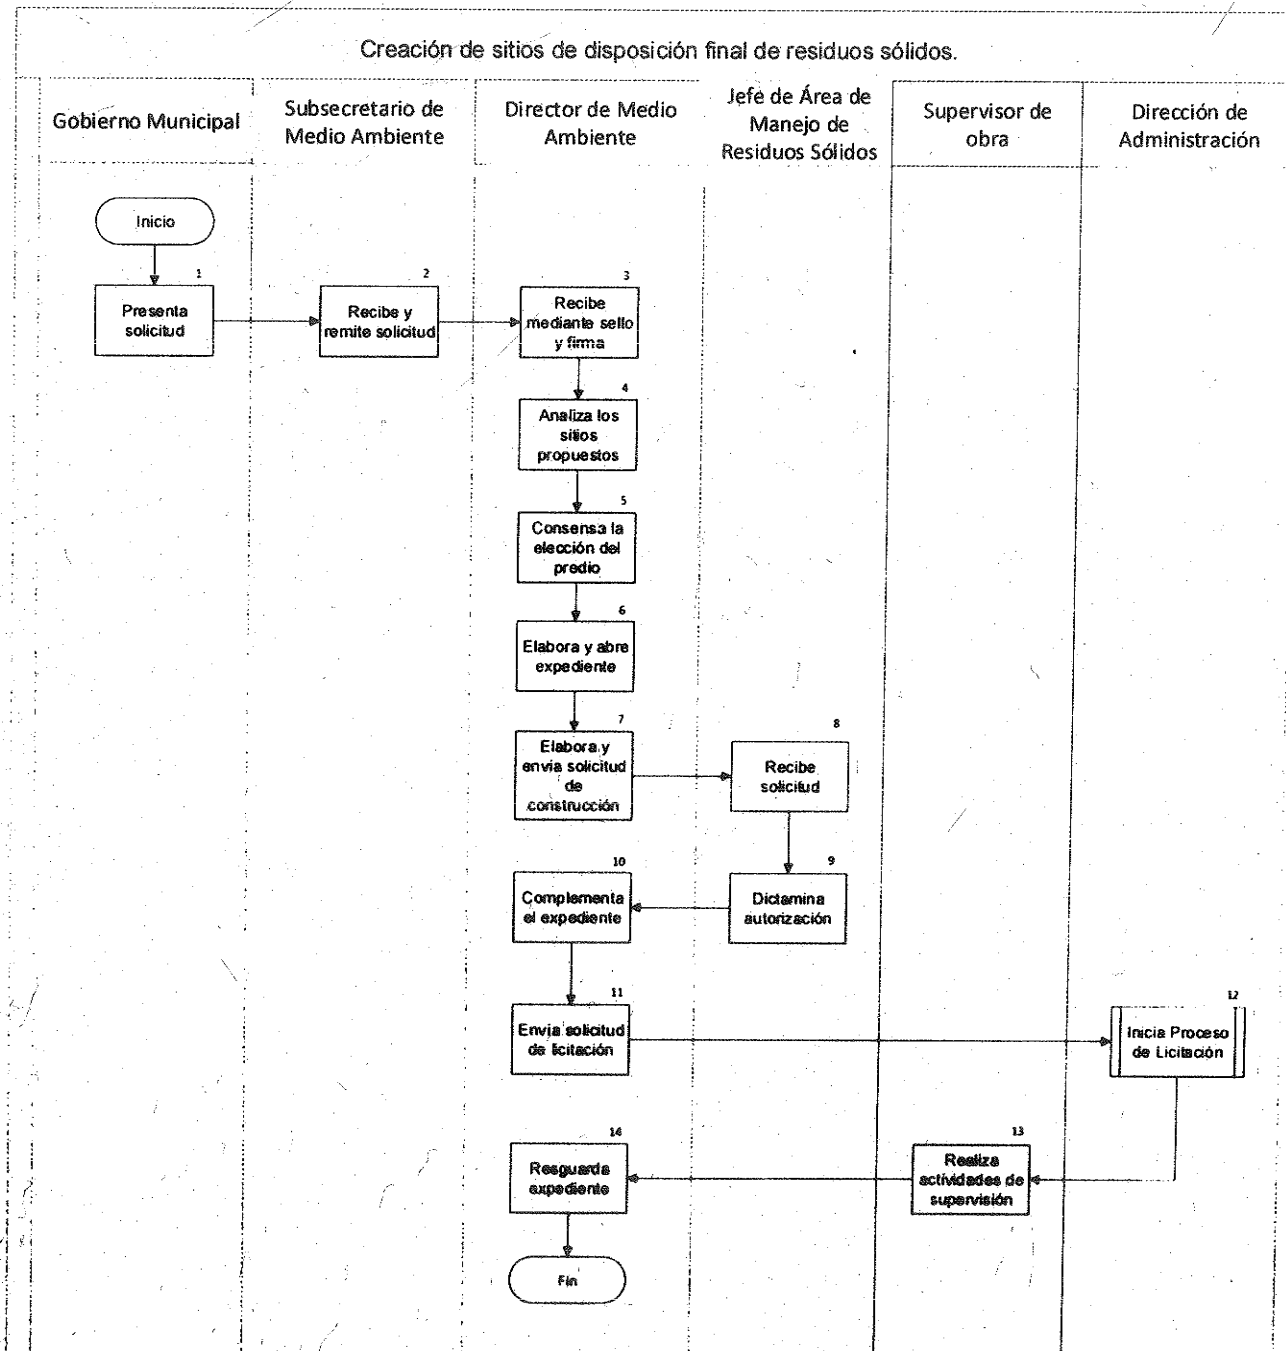 Creación de sitios de disposición final de residuos sólidos.
Gobierno Municipal
Subsecretario de
Medio Ambiente
Director de Medio
Ambiente
Jefe de Área de
Manejo de
Residuos Sólidos
Supervisor de
obra
Dirección de
Administración
Inicio
1
Presenta
solicitud
2
Recibe y
remite solicitud
3
Recibe
mediante sello
y firma
4
Analiza los
sitios
propuestos
5
Consensa la
elección del
predio
6
Elabora y abre
expediente
7
Elabora y
envia solicitud
de
construcción
8
Recibe
solicitud
9
Dictamina
autorización
10
Complementa
el expediente
11
Envia solicitud
de licitación
12
Inicia Proceso
de Licitación
13
Realiza
actividades de
supervisión
14
Resguarda
expediente
Fin